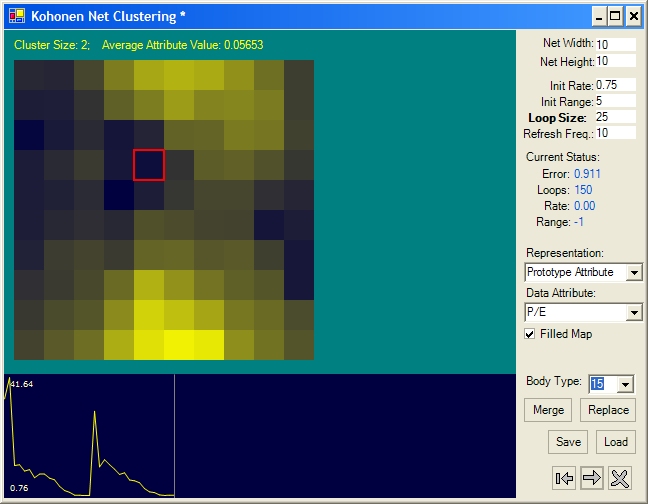 Kohonen Net Clustering *
Cluster Size: 2; Average Attribute Value: 0.05653
Net Width: 10
Net Height: 10
Init Rate: 0.75
Init Range: 5
Loop Size: 25
Refresh Freq.: 10
Current Status:
Error: 0.911
Loops: 150
Rate: 0.00
Range: -1
Representation:
Prototype Attribute
Data Attribute:
P/E
Filled Map
Body Type: 15
Merge Replace
Save Load
41.64
0.76